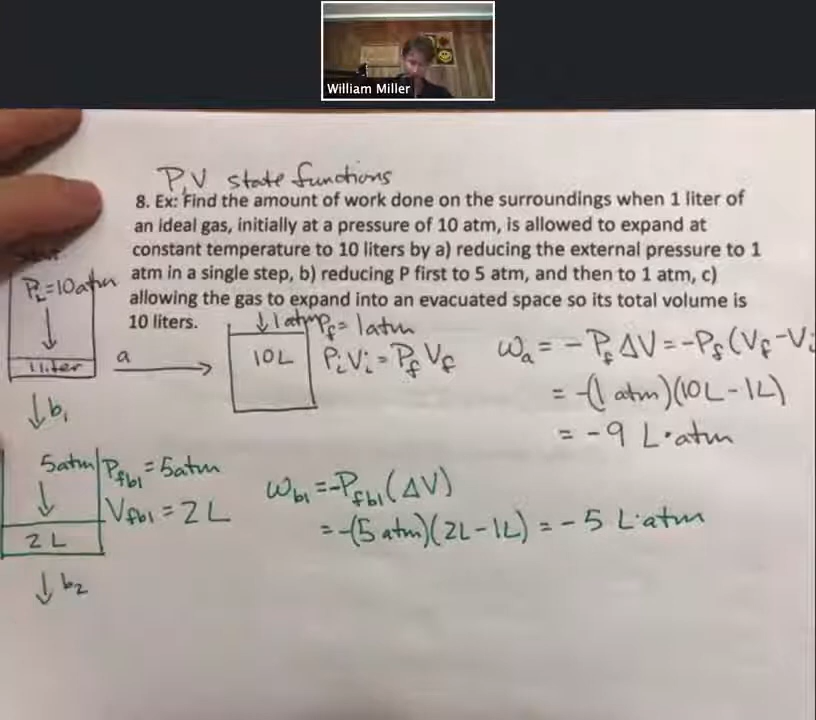 William Miller
P,V state functions
8. Ex: Find the amount of work done on the surroundings when 1 liter of
an ideal gas, initially at a pressure of 10 atm, is allowed to expand at
constant temperature to 10 liters by a) reducing the external pressure to 1
atm in a single step, b) reducing P first to 5 atm, and then to 1 atm, c)
allowing the gas to expand into an evacuated space so its total volume is
10 liters.
Pi=10atm
↓
1 liter
a →
↓ 1 atm Pf = 1atm
10L PiVi = PfVf
wa = -PfΔV = -Pf(Vf-Vi
= -(1 atm)(10L-1L)
= -9 L·atm
↓ b1
5atm Pfb1 = 5atm
↓ Vfb1 = 2L
2L
wb1 = -Pfb1(ΔV)
= -(5 atm)(2L-1L) = -5 L·atm
↓ b2